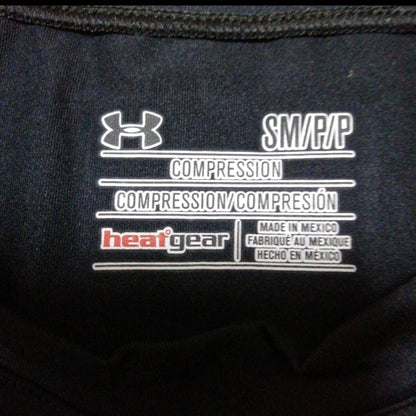 SM/P/P
COMPRESSION
COMPRESSION/COMPRESIÓN
heatgear
MADE IN MEXICO
FABRIQUÉ AU MEXIQUE
HECHO EN MÉXICO